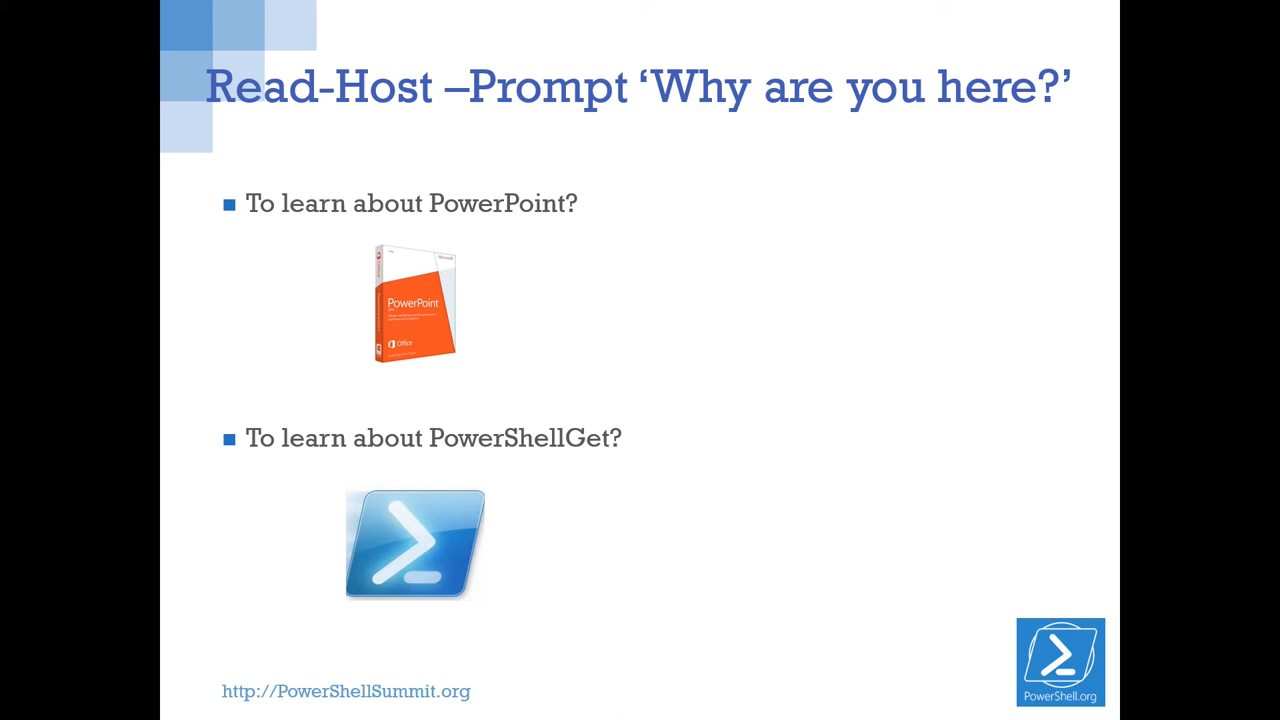 Read-Host –Prompt ‘Why are you here?’
To learn about PowerPoint?
Microsoft
PowerPoint
Office
To learn about PowerShellGet?
http://PowerShellSummit.org
PowerShell.org